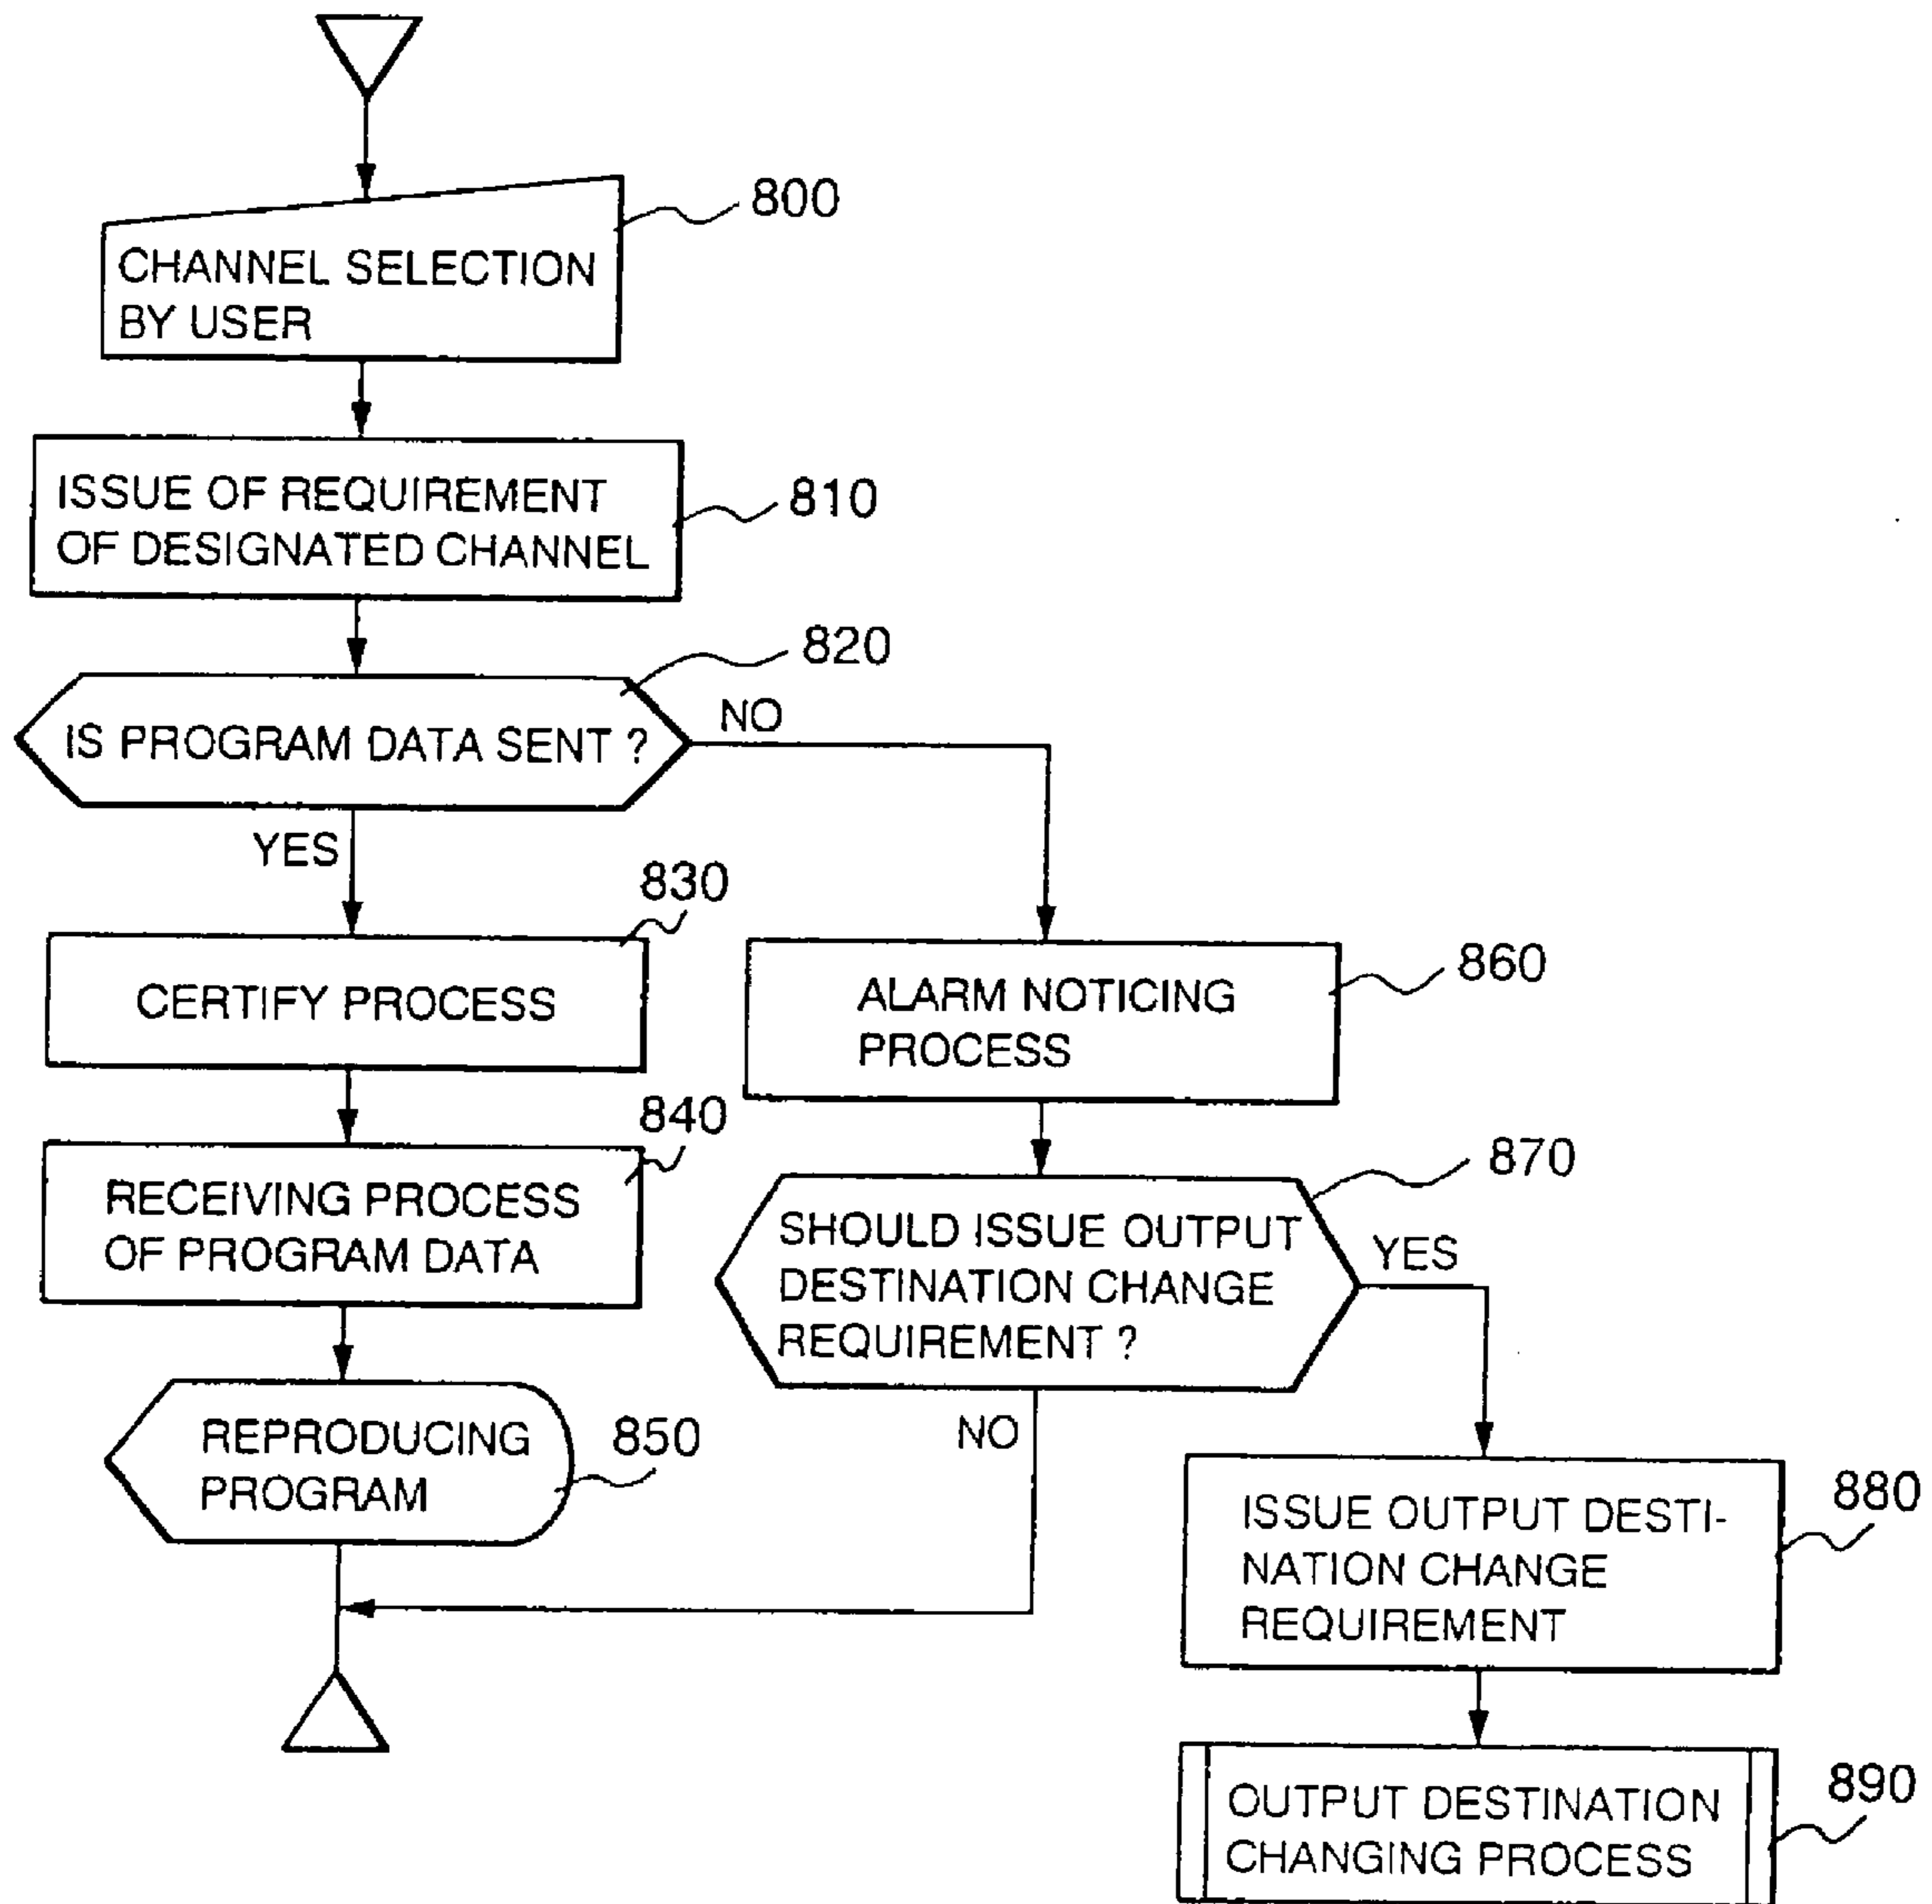 800
CHANNEL SELECTION
BY USER
ISSUE OF REQUIREMENT
OF DESIGNATED CHANNEL
810
820
IS PROGRAM DATA SENT ?
NO
YES
830
CERTIFY PROCESS
860
ALARM NOTICING
PROCESS
840
RECEIVING PROCESS
OF PROGRAM DATA
870
SHOULD ISSUE OUTPUT
DESTINATION CHANGE
REQUIREMENT ?
YES
NO
REPRODUCING
PROGRAM
850
880
ISSUE OUTPUT DESTI-
NATION CHANGE
REQUIREMENT
890
OUTPUT DESTINATION
CHANGING PROCESS